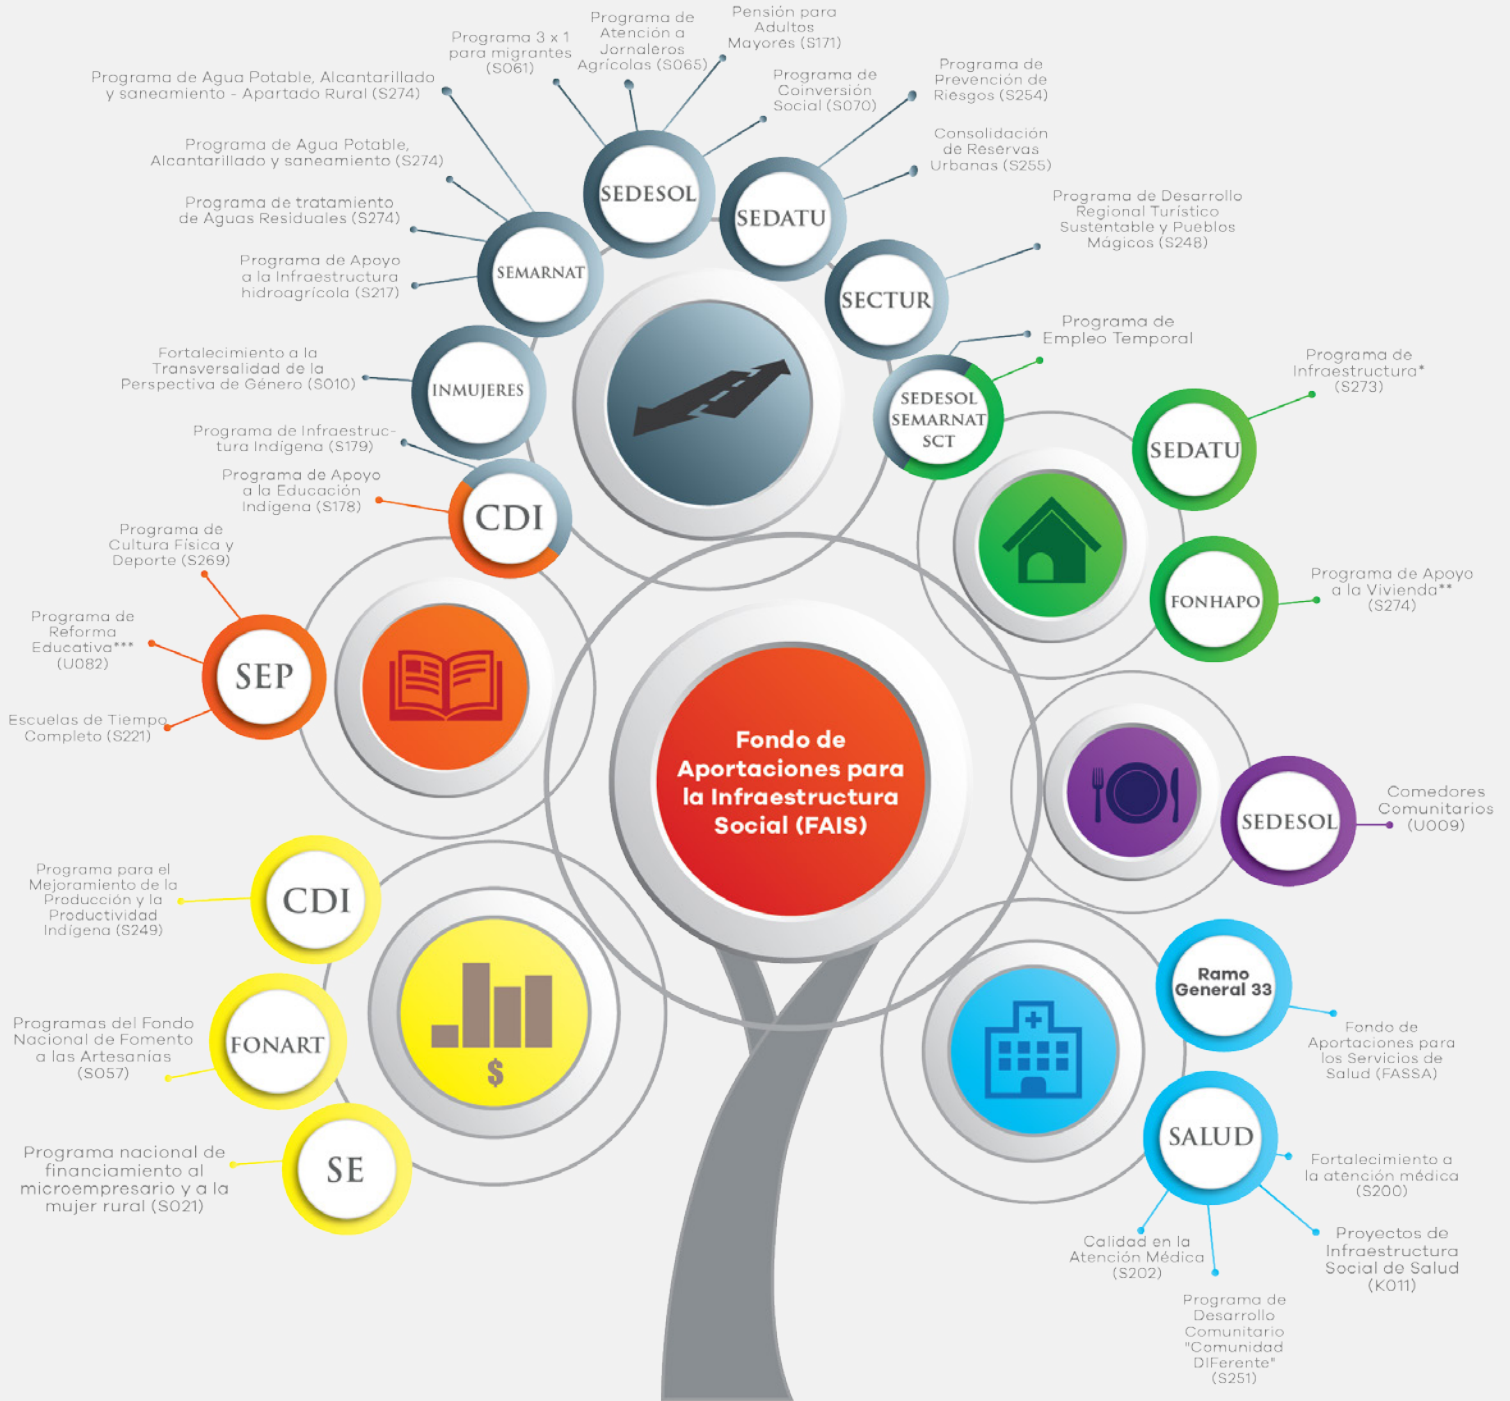 Programa 3 x 1
para migrantes
(S061)
Programa de
Atención a
Jornaleros
Agrícolas (S065)
Pensión para
Adultos
Mayores (S171)
Programa de
Coinversión
Social (S070)
SEDESOL
Programa de
Prevención de
Riesgos (S254)
Consolidación
de Reservas
Urbanas (S255)
SEDATU
Programa de Desarrollo
Regional Turístico
Sustentable y Pueblos
Mágicos (S248)
SECTUR
Programa de
Empleo Temporal
SEDESOL
SEMARNAT
SCT
Programa de Agua Potable, Alcantarillado
y saneamiento - Apartado Rural (S274)
Programa de Agua Potable,
Alcantarillado y saneamiento (S274)
Programa de tratamiento
de Aguas Residuales (S274)
Programa de Apoyo
a la Infraestructura
hidroagrícola (S217)
SEMARNAT
Fortalecimiento a la
Transversalidad de la
Perspectiva de Género (S010)
INMUJERES
Programa de Infraestruc-
tura Indígena (S179)
Programa de Apoyo
a la Educación
Indígena (S178)
CDI
Programa de
Infraestructura*
(S273)
SEDATU
Programa de Apoyo
a la Vivienda**
(S274)
FONHAPO
Programa de
Cultura Física y
Deporte (S269)
Programa de
Reforma
Educativa***
(U082)
Escuelas de Tiempo
Completo (S221)
SEP
Fondo de
Aportaciones para
la Infraestructura
Social (FAIS)
SEDESOL
Comedores
Comunitarios
(U009)
Programa para el
Mejoramiento de la
Producción y la
Productividad
Indígena (S249)
CDI
Programas del Fondo
Nacional de Fomento
a las Artesanías
(S057)
FONART
Programa nacional de
financiamiento al
microempresario y a la
mujer rural (S021)
SE
$
Ramo
General 33
Fondo de
Aportaciones para
los Servicios de
Salud (FASSA)
SALUD
Fortalecimiento a
la atención médica
(S200)
Proyectos de
Infraestructura
Social de Salud
(K011)
Calidad en la
Atención Médica
(S202)
Programa de
Desarrollo
Comunitario
"Comunidad
DIFerente"
(S251)